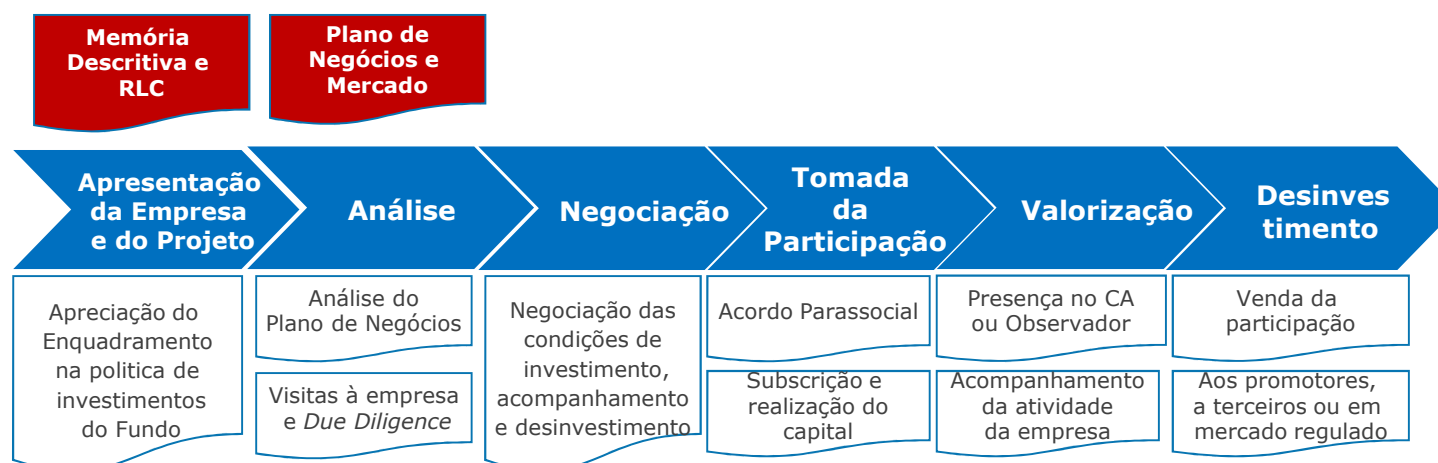 Memória
Descritiva e
RLC
Plano de
Negócios e
Mercado
Apresentação
da Empresa
e do Projeto
Análise
Negociação
Tomada
da
Participação
Valorização
Desinves
timento
Apreciação do
Enquadramento
na politica de
investimentos
do Fundo
Análise do
Plano de Negócios
Visitas à empresa
e Due Diligence
Negociação das
condições de
investimento,
acompanhamento
e desinvestimento
Acordo Parassocial
Subscrição e
realização do
capital
Presença no CA
ou Observador
Acompanhamento
da atividade
da empresa
Venda da
participação
Aos promotores,
a terceiros ou em
mercado regulado